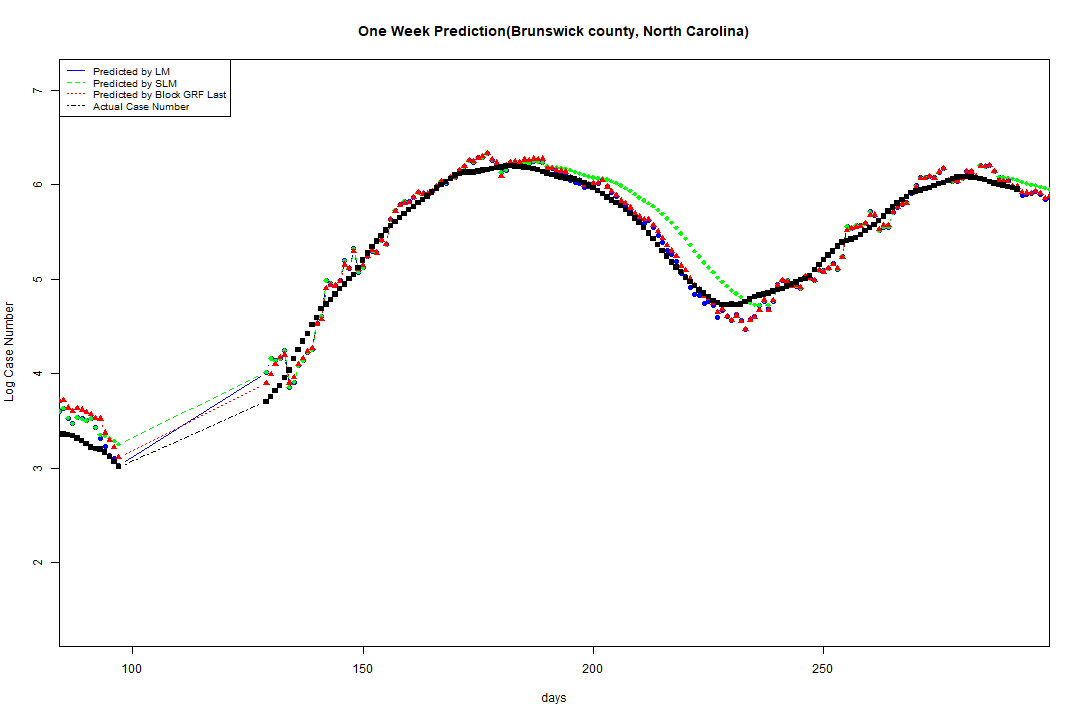 One Week Prediction(Brunswick county, North Carolina)
Predicted by LM
Predicted by SLM
Predicted by Block GRF Last
Actual Case Number
7
6
5
4
3
2
Log Case Number
100 150 200 250
days